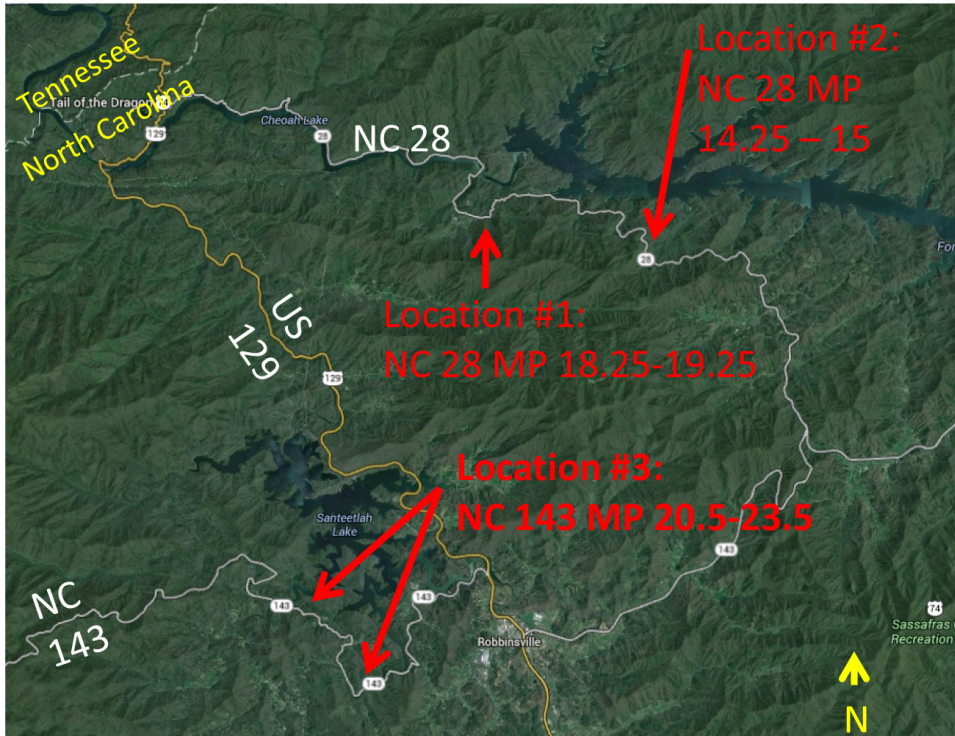 Tennessee
Tail of the Dragon
North Carolina
129
Cheoah Lake
28
NC 28
Location #2:
NC 28 MP
14.25 – 15
28
Location #1:
NC 28 MP 18.25-19.25
US
129
129
Location #3:
NC 143 MP 20.5-23.5
Santeetlah
Lake
143
NC
143
143
143
143
Robbinsville
74
Sassafras
Recreation
N